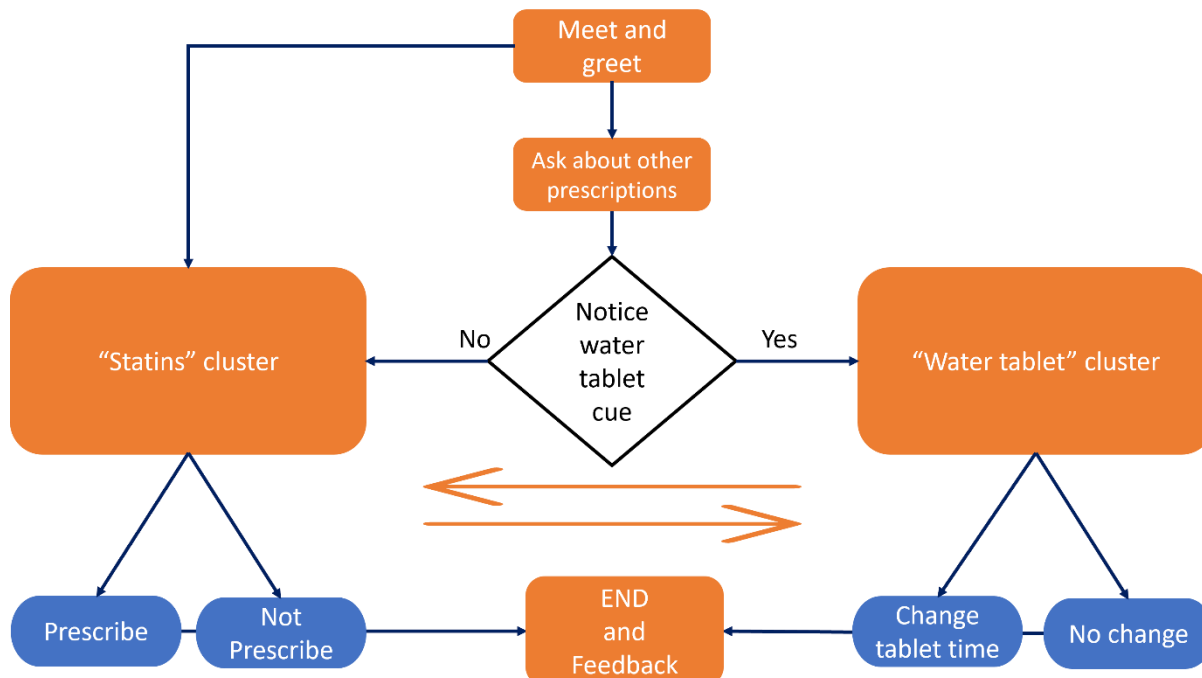 Meet and
greet
Ask about other
prescriptions
Notice
water
tablet
cue
No
Yes
“Statins” cluster
“Water tablet” cluster
Prescribe
Not
Prescribe
END
and
Feedback
Change
tablet time
No change